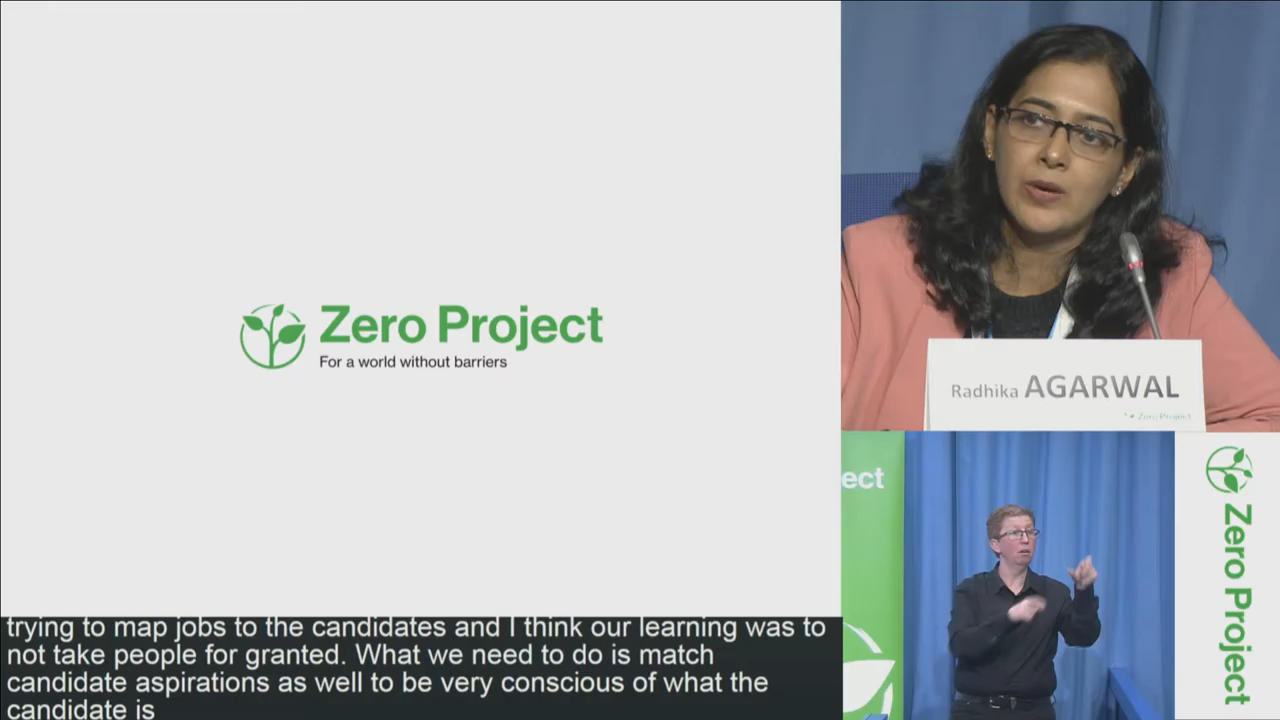 Zero Project
For a world without barriers
Radhika AGARWAL
Zero Project
ect
Zero Project
trying to map jobs to the candidates and I think our learning was to
not take people for granted. What we need to do is match
candidate aspirations as well to be very conscious of what the
candidate is